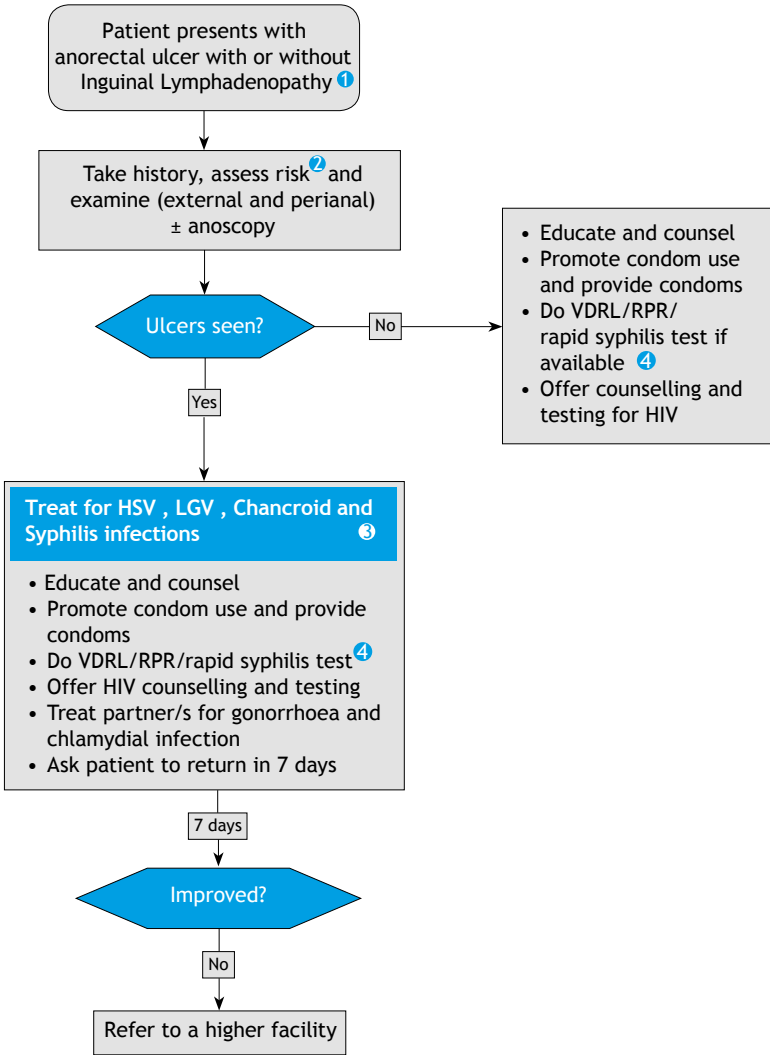 Patient presents with
anorectal ulcer with or without
Inguinal Lymphadenopathy 1
Take history, assess risk 2 and
examine (external and perianal)
± anoscopy
Ulcers seen?
No
• Educate and counsel
• Promote condom use
and provide condoms
• Do VDRL/RPR/
rapid syphilis test if
available 4
• Offer counselling and
testing for HIV
Yes
Treat for HSV , LGV , Chancroid and
Syphilis infections 3
• Educate and counsel
• Promote condom use and provide
condoms
• Do VDRL/RPR/rapid syphilis test 4
• Offer HIV counselling and testing
• Treat partner/s for gonorrhoea and
chlamydial infection
• Ask patient to return in 7 days
7 days
Improved?
No
Refer to a higher facility